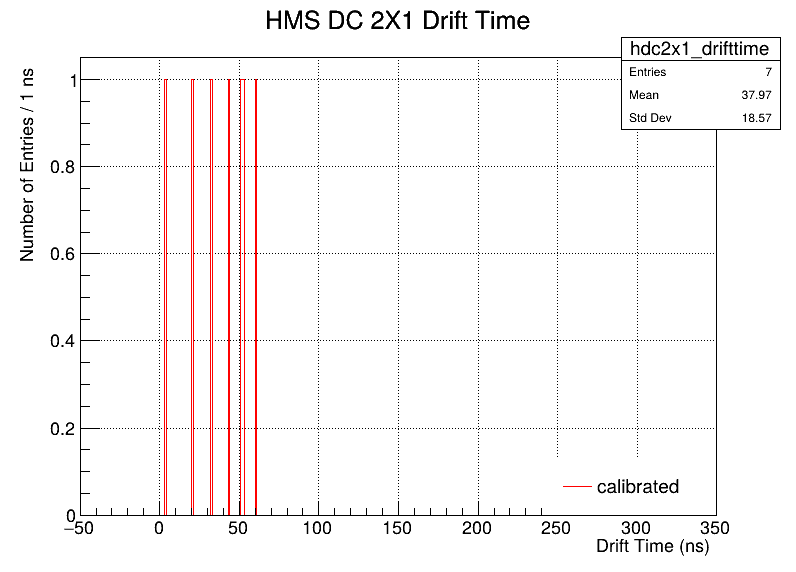 HMS DC 2X1 Drift Time
hdc2x1_drifttime
Entries 7
Mean 37.97
Std Dev 18.57
Number of Entries / 1 ns
1
0.8
0.6
0.4
0.2
0
−50 0 50 100 150 200 250 300 350
Drift Time (ns)
calibrated